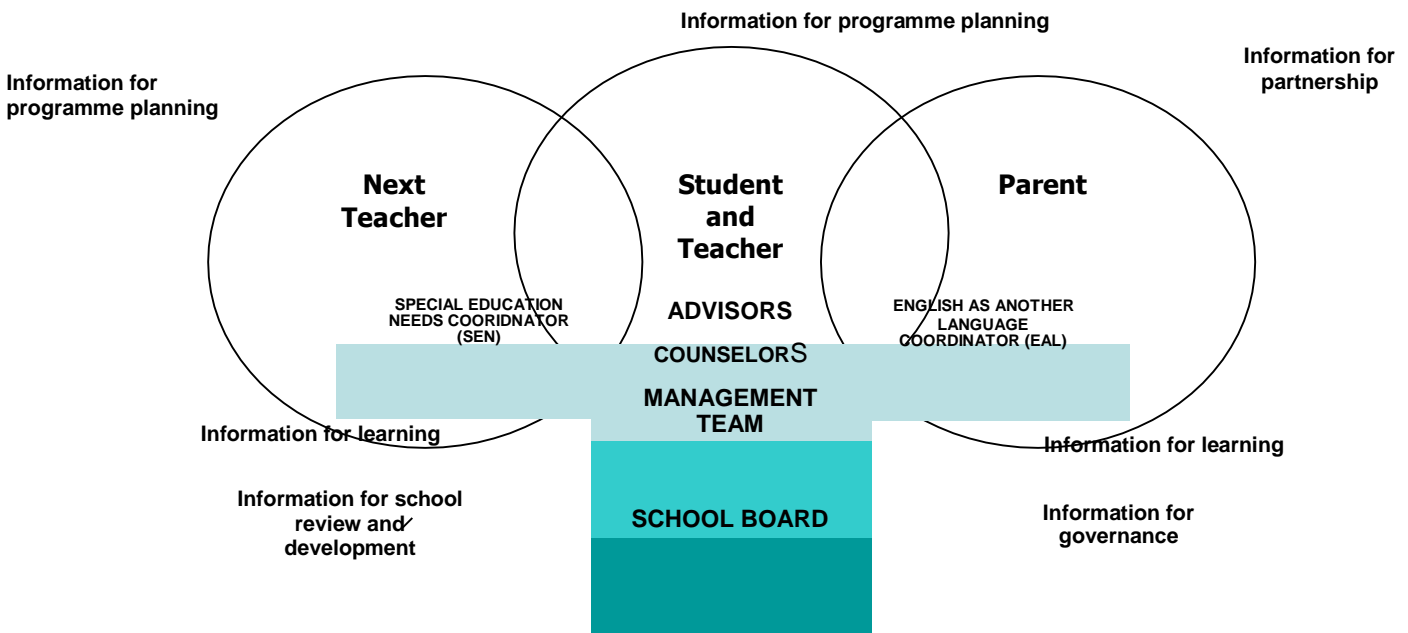 Information for programme planning
Information for
partnership
Information for
programme planning
Next
Teacher
Student
and
Teacher
Parent
SPECIAL EDUCATION
NEEDS COORIDNATOR
(SEN)
ADVISORS
ENGLISH AS ANOTHER
LANGUAGE
COORDINATOR (EAL)
COUNSELORS
MANAGEMENT
TEAM
Information for learning
Information for learning
Information for school
review and
development
SCHOOL BOARD
Information for
governance